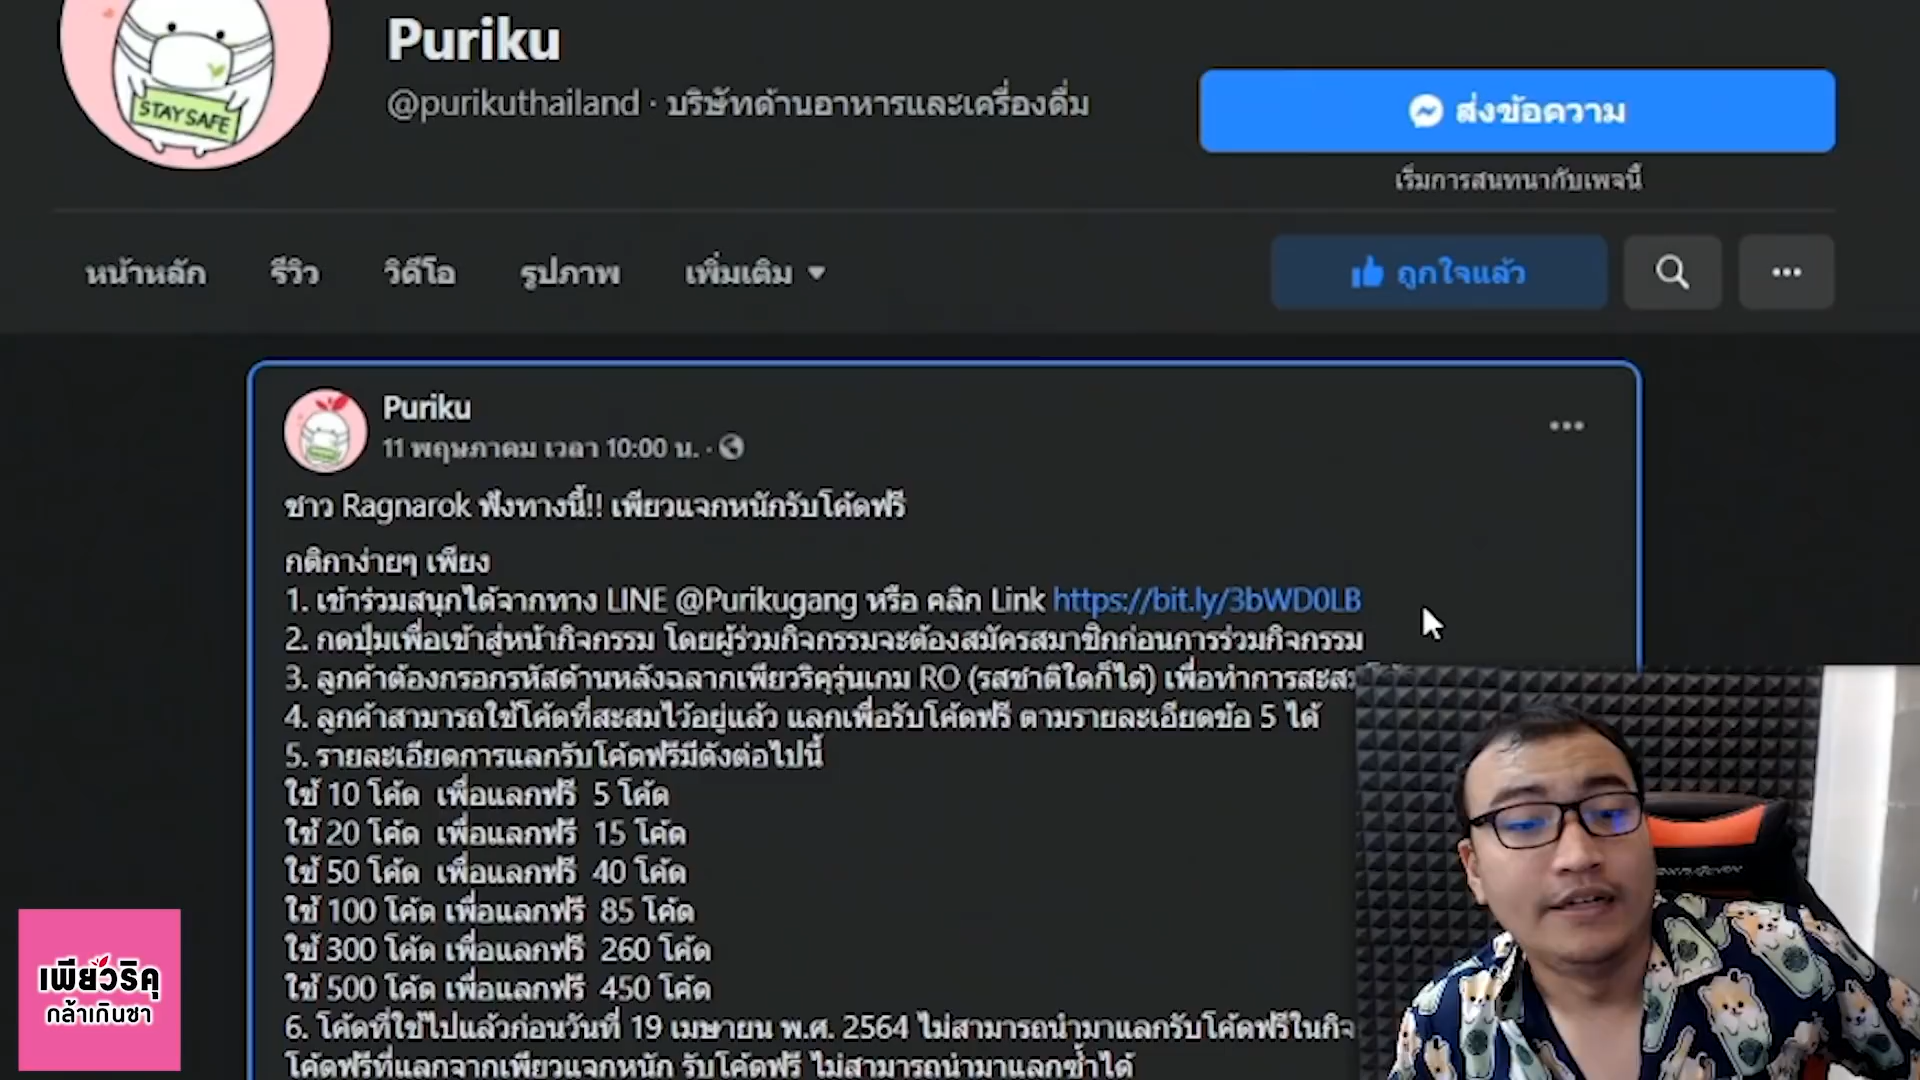 Puriku
@purikuthailand · บริษัทด้านอาหารและเครื่องดื่ม
STAY SAFE
ส่งข้อความ
เริ่มการสนทนากับเพจนี้
หน้าหลัก รีวิว วิดีโอ รูปภาพ เพิ่มเติม
ถูกใจแล้ว
Puriku
11 พฤษภาคม เวลา 10:00 น. ·
ชาว Ragnarok ฟังทางนี้!! เพียวแจกหนักรับโค้ดฟรี
กติกาง่ายๆ เพียง
1. เข้าร่วมสนุกได้จากทาง LINE @Purikugang หรือ คลิก Link https://bit.ly/3bWD0LB
2. กดปุ่มเพื่อเข้าสู่หน้ากิจกรรม โดยผู้ร่วมกิจกรรมจะต้องสมัครสมาชิกก่อนการร่วมกิจกรรม
3. ลูกค้าต้องกรอกรหัสด้านหลังฉลากเพียวริคุรุ่นเกม RO (รสชาติใดก็ได้) เพื่อทำการสะสม
4. ลูกค้าสามารถใช้โค้ดที่สะสมไว้อยู่แล้ว แลกเพื่อรับโค้ดฟรี ตามรายละเอียดข้อ 5 ได้
5. รายละเอียดการแลกรับโค้ดฟรีมีดังต่อไปนี้
ใช้ 10 โค้ด เพื่อแลกฟรี 5 โค้ด
ใช้ 20 โค้ด เพื่อแลกฟรี 15 โค้ด
ใช้ 50 โค้ด เพื่อแลกฟรี 40 โค้ด
ใช้ 100 โค้ด เพื่อแลกฟรี 85 โค้ด
ใช้ 300 โค้ด เพื่อแลกฟรี 260 โค้ด
ใช้ 500 โค้ด เพื่อแลกฟรี 450 โค้ด
6. โค้ดที่ใช้ไปแล้วก่อนวันที่ 19 เมษายน พ.ศ. 2564 ไม่สามารถนำมาแลกรับโค้ดฟรีในกิจ
โค้ดฟรีที่แลกจากเพียวแจกหนัก รับโค้ดฟรี ไม่สามารถนำมาแลกซ้ำได้
เพียวริคุ
กล้าเกินชา